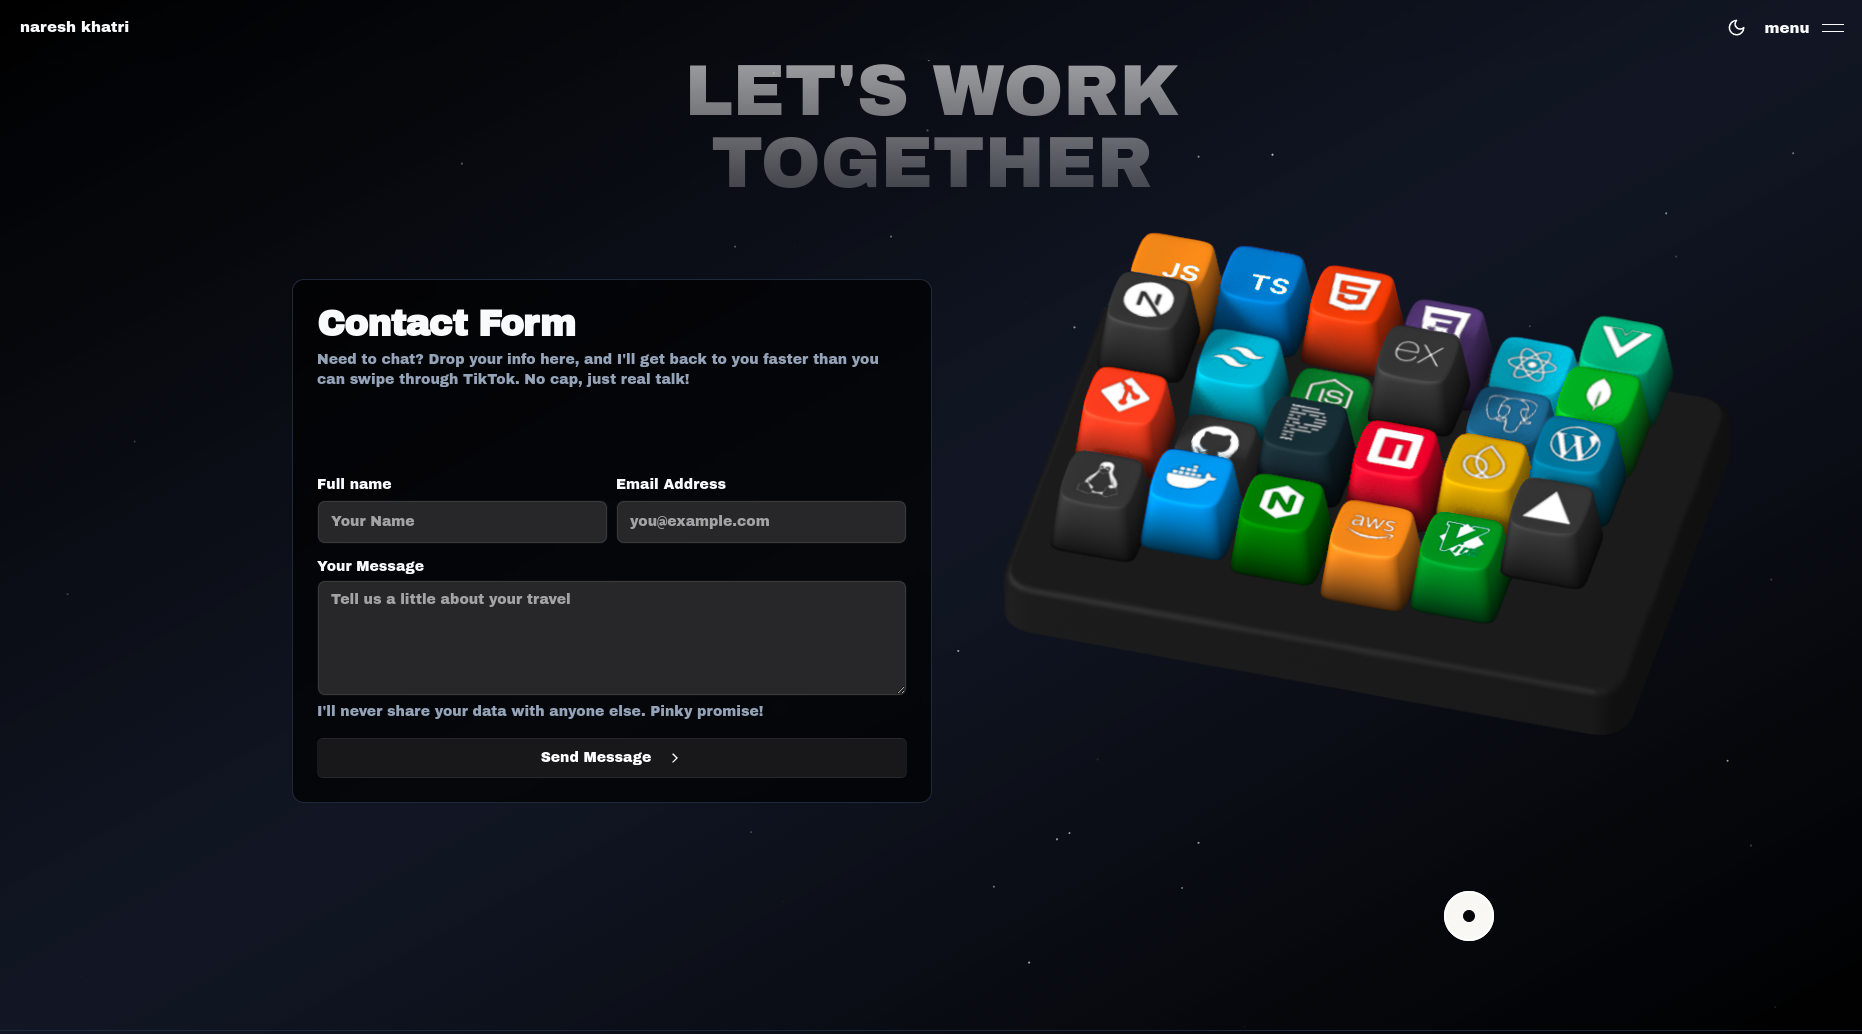 naresh khatri
menu
LET'S WORK
TOGETHER
Contact Form
Need to chat? Drop your info here, and I'll get back to you faster than you
can swipe through TikTok. No cap, just real talk!
Full name
Email Address
Your Name
you@example.com
Your Message
Tell us a little about your travel
I'll never share your data with anyone else. Pinky promise!
Send Message
JS
TS
N
ex
JS
N
aws